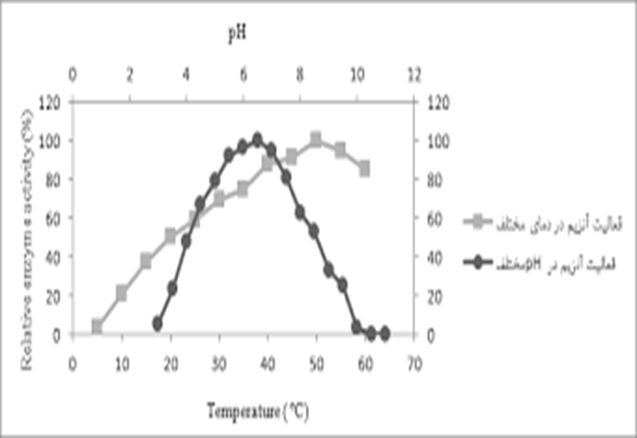 pH
0 2 4 6 8 10 12
120 120
100 100
80 80
60 60
40 40
20 20
0 0
Relative enzyme activity (%)
فعالیت آنزیم در دمای مختلف
فعالیت آنزیم در pHمختلف
0 10 20 30 40 50 60 70
Temperature (°C)